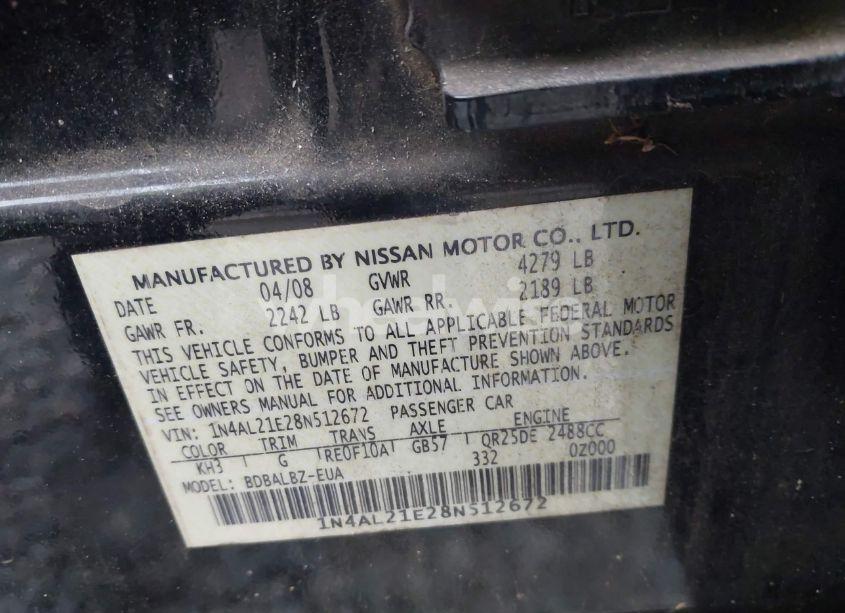 MANUFACTURED BY NISSAN MOTOR CO., LTD.
DATE 04/08 GVWR 4279 LB
GAWR FR. 2242 LB GAWR RR. 2189 LB
THIS VEHICLE CONFORMS TO ALL APPLICABLE FEDERAL MOTOR
VEHICLE SAFETY, BUMPER AND THEFT PREVENTION STANDARDS
IN EFFECT ON THE DATE OF MANUFACTURE SHOWN ABOVE.
SEE OWNERS MANUAL FOR ADDITIONAL INFORMATION.
VIN: 1N4AL21E28N512672 PASSENGER CAR
COLOR TRIM TRANS AXLE ENGINE
KH3 G RE0F10A GB57 QR25DE 2488CC
MODEL: BDBALBZ-EUA 332 0Z000
1N4AL21E28N512672